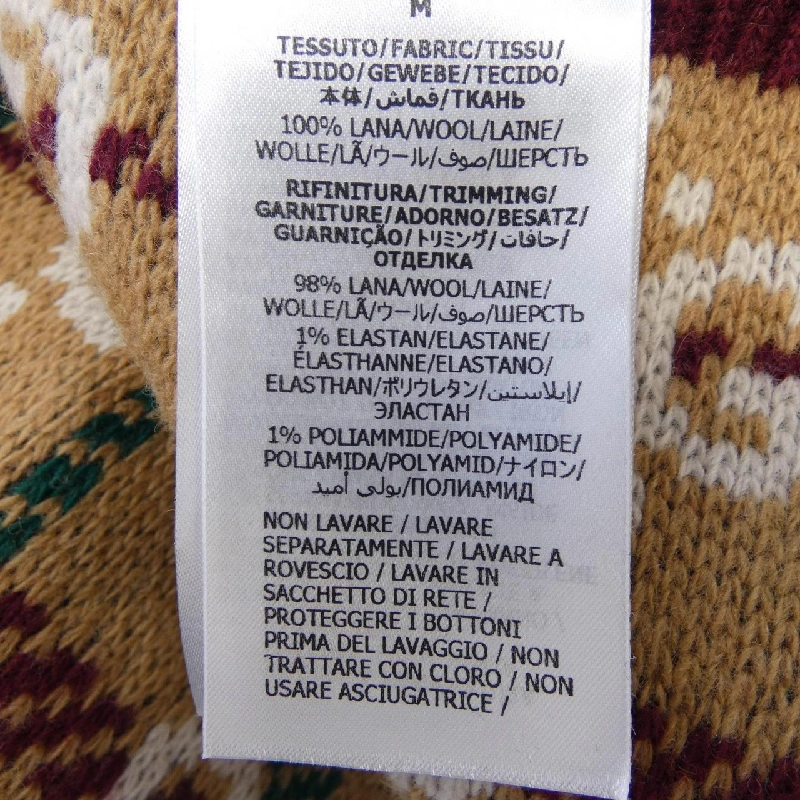 M
TESSUTO/FABRIC/TISSU/
TEJIDO/GEWEBE/TECIDO/
本体/قماش/ТКАНЬ
100% LANA/WOOL/LAINE/
WOLLE/LÃ/ウール/صوف/ШЕРСТЬ
RIFINITURA/TRIMMING/
GARNITURE/ADORNO/BESATZ/
GUARNIÇÃO/トリミング/حافات/
ОТДЕЛКА
98% LANA/WOOL/LAINE/
WOLLE/LÃ/ウール/صوف/ШЕРСТЬ
1% ELASTAN/ELASTANE/
ÉLASTHANNE/ELASTANO/
ELASTHAN/ポリウレタン/إيلاستين/
ЭЛАСТАН
1% POLIAMMIDE/POLYAMIDE/
POLIAMIDA/POLYAMID/ナイロン/
بولي أميد/ПОЛИАМИД
NON LAVARE / LAVARE
SEPARATAMENTE / LAVARE A
ROVESCIO / LAVARE IN
SACCHETTO DI RETE /
PROTEGGERE I BOTTONI
PRIMA DEL LAVAGGIO / NON
TRATTARE CON CLORO / NON
USARE ASCIUGATRICE /